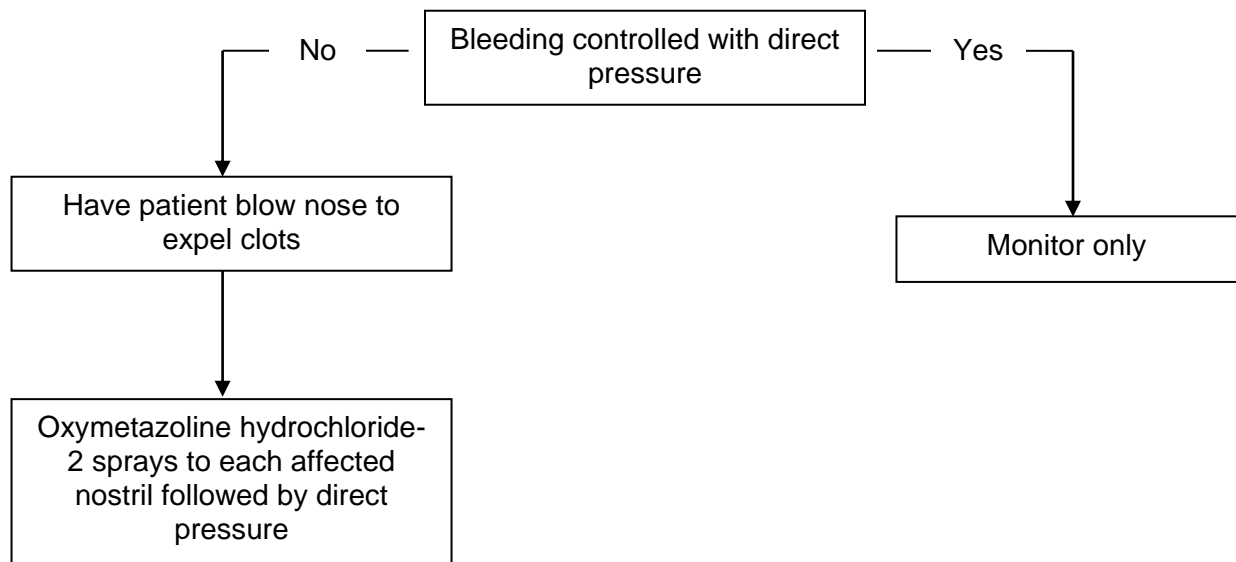 No
Bleeding controlled with direct
pressure
Yes
Have patient blow nose to
expel clots
Monitor only
Oxymetazoline hydrochloride-
2 sprays to each affected
nostril followed by direct
pressure